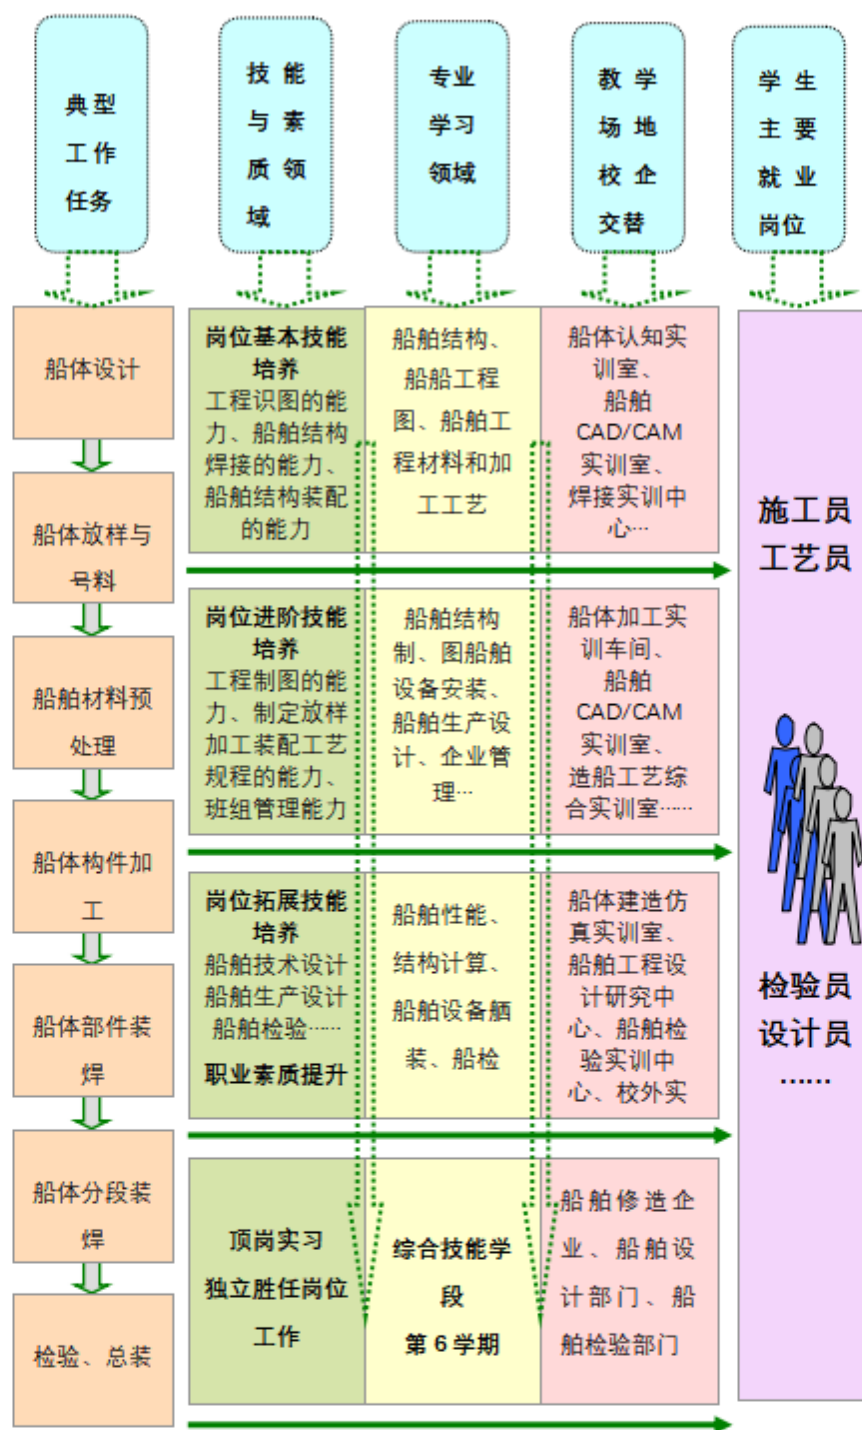 典型
工作
任务
技能
与素
质领
域
专业
学习
领域
教学
场地
校企
交替
学生
主要
就业
岗位
船体设计
船体放样与
号料
船舶材料预
处理
船体构件加
工
船体部件装
焊
船体分段装
焊
检验、总装
岗位基本技能
培养
工程识图的能
力、船舶结构
焊接的能力、
船舶结构装配
的能力
船舶结构、
船船工程
图、船舶工
程材料和加
工工艺
船体认知实
训室、
船舶
CAD/CAM
实训室、
焊接实训中
心…
岗位进阶技能
培养
工程制图的能
力、制定放样
加工装配工艺
规程的能力、
班组管理能力
船舶结构
制、图船舶
设备安装、
船舶生产设
计、企业管
理…
船体加工实
训车间、
船舶
CAD/CAM
实训室、
造船工艺综
合实训室……
岗位拓展技能
培养
船舶技术设计
船舶生产设计
船舶检验……
职业素质提升
船舶性能、
结构计算、
船舶设备舾
装、船检
船体建造仿
真实训室、
船舶工程设
计研究中
心、船舶检
验实训中
心、校外实
顶岗实习
独立胜任岗位
工作
综合技能学
段
第 6 学期
船舶修造企
业、船舶设
计部门、船
舶检验部门
施工员
工艺员
检验员
设计员
……